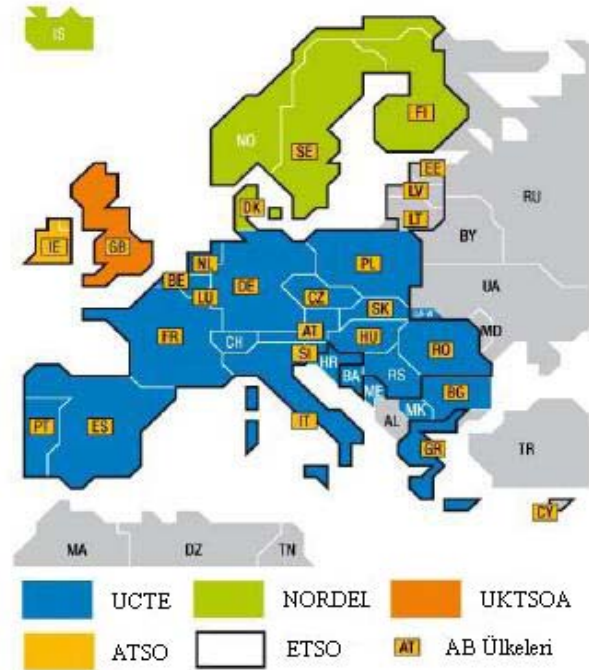 IS
NO
FI
SE
EE
LV
RU
DK
LT
IE
GB
BY
NL
PL
BE
DE
UA
LU
CZ
SK
MD
FR
AT
CH
HU
RO
SI
HR
BA
RS
BG
ME
PT
ES
IT
MK
AL
GR
TR
CY
MA
DZ
TN
UCTE
NORDEL
UKTSOA
ATSO
ETSO
AT
AB Ülkeleri